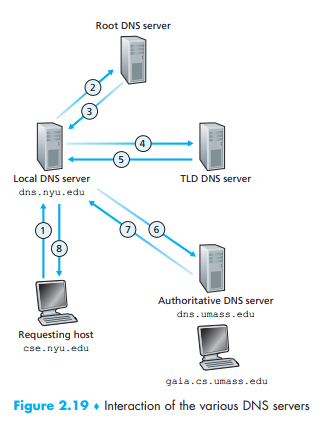 Root DNS server
2
3
4
5
Local DNS server
dns.nyu.edu
TLD DNS server
1
8
7
6
Authoritative DNS server
dns.umass.edu
Requesting host
cse.nyu.edu
gaia.cs.umass.edu
Figure 2.19 ♦ Interaction of the various DNS servers